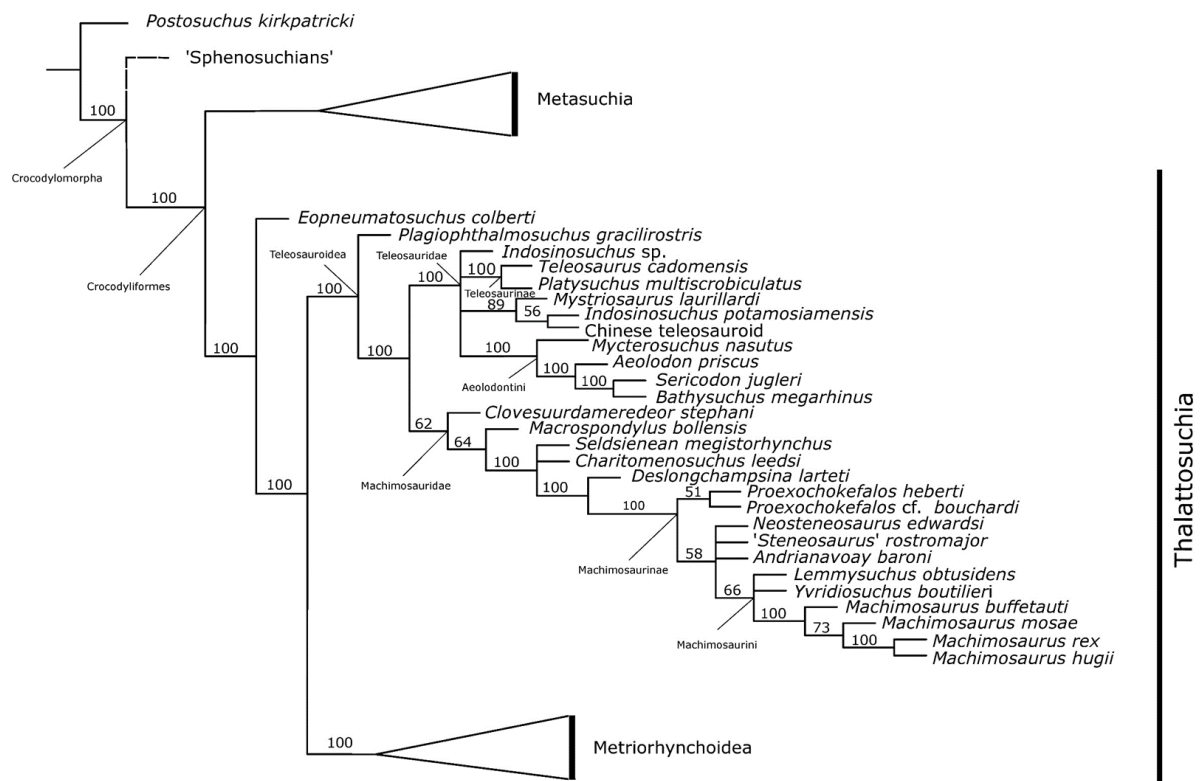 Postosuchus kirkpatricki
'Sphenosuchians'
Metasuchia
100
Crocodylomorpha
100
Eopneumatosuchus colberti
Plagiophthalmosuchus gracilirostris
Teleosauroidea
Teleosauridae
Indosinosuchus sp.
Crocodyliformes
100
Teleosaurus cadomensis
100
Platysuchus multiscrobiculatus
100
Teleosaurinae
Mystriosaurus laurillardi
89
56
Indosinosuchus potamosiamensis
Chinese teleosauroid
100
100
100
Mycterosuchus nasutus
Aeolodon priscus
100
Aeolodontini
100
Sericodon jugleri
Bathysuchus megarhinus
Clovesuurdameredeor stephani
62
Macrospondylus bollensis
64
Seldsienean megistorhynchus
100
Charitomenosuchus leedsi
Machimosauridae
Deslongchampsina larteti
100
100
Proexochokefalos heberti
51
Proexochokefalos cf. bouchardi
100
Neosteneosaurus edwardsi
'Steneosaurus' rostromajor
58
Andrianavoay baroni
Machimosaurinae
Lemmysuchus obtusidens
66
Yvridiosuchus boutilieri
Machimosaurus buffetauti
100
Machimosaurus mosae
73
Machimosaurini
100
Machimosaurus rex
Machimosaurus hugii
100
Metriorhynchoidea
Thalattosuchia